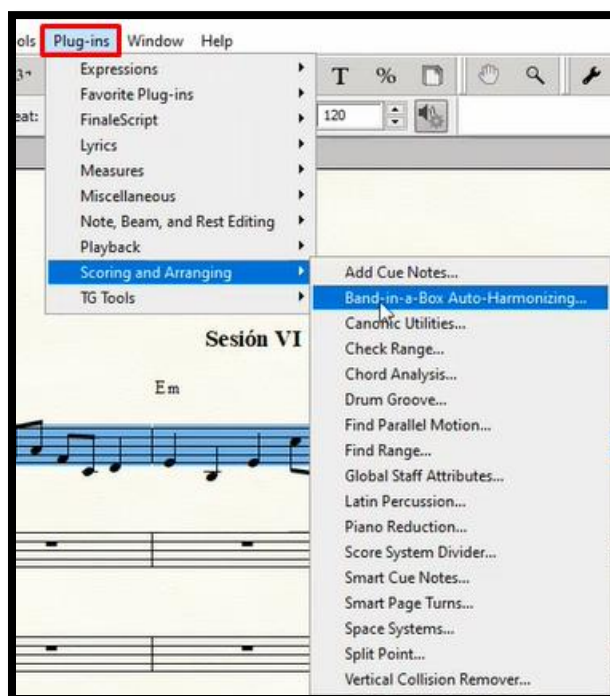 ols Plug-ins Window Help
Expressions
Favorite Plug-ins
FinaleScript
Lyrics
Measures
Miscellaneous
Note, Beam, and Rest Editing
Playback
Scoring and Arranging
TG Tools
3
T %
eat:
120
Add Cue Notes...
Band-in-a-Box Auto-Harmonizing...
Canonic Utilities...
Check Range...
Chord Analysis...
Drum Groove...
Find Parallel Motion...
Find Range...
Global Staff Attributes...
Latin Percussion...
Piano Reduction...
Score System Divider...
Smart Cue Notes...
Smart Page Turns...
Space Systems...
Split Point...
Vertical Collision Remover...
Sesión VI
Em